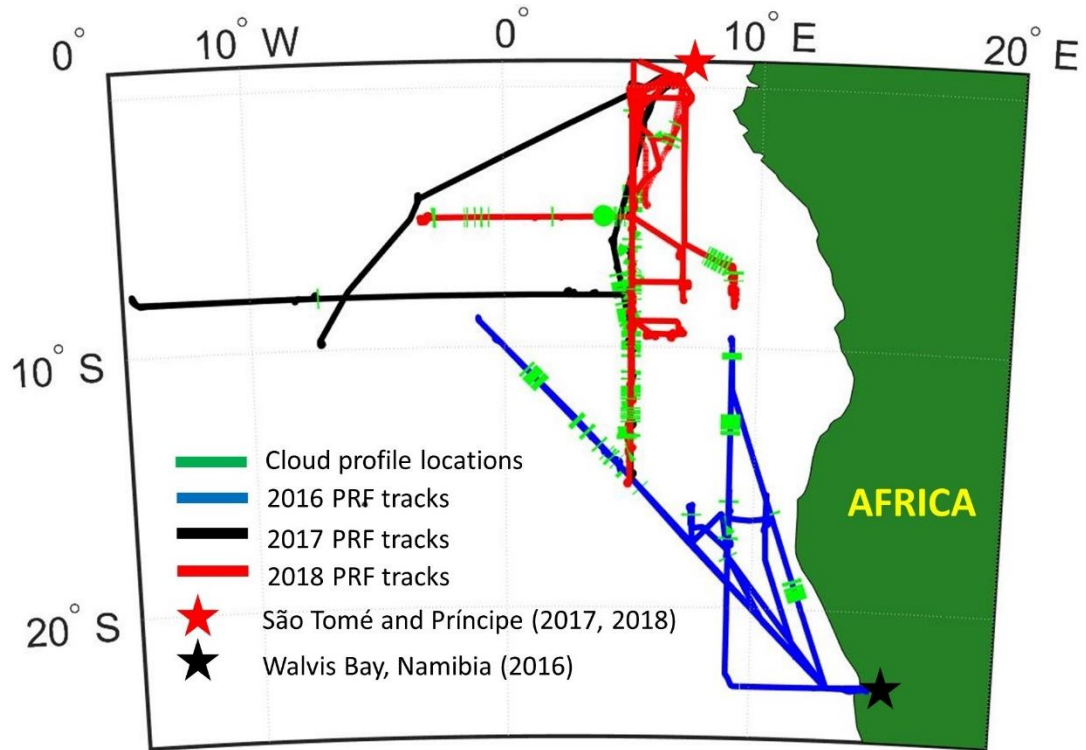 10° W 0° 10° E 20° E
0°
10° S
20° S
AFRICA
Cloud profile locations
2016 PRF tracks
2017 PRF tracks
2018 PRF tracks
São Tomé and Príncipe (2017, 2018)
Walvis Bay, Namibia (2016)